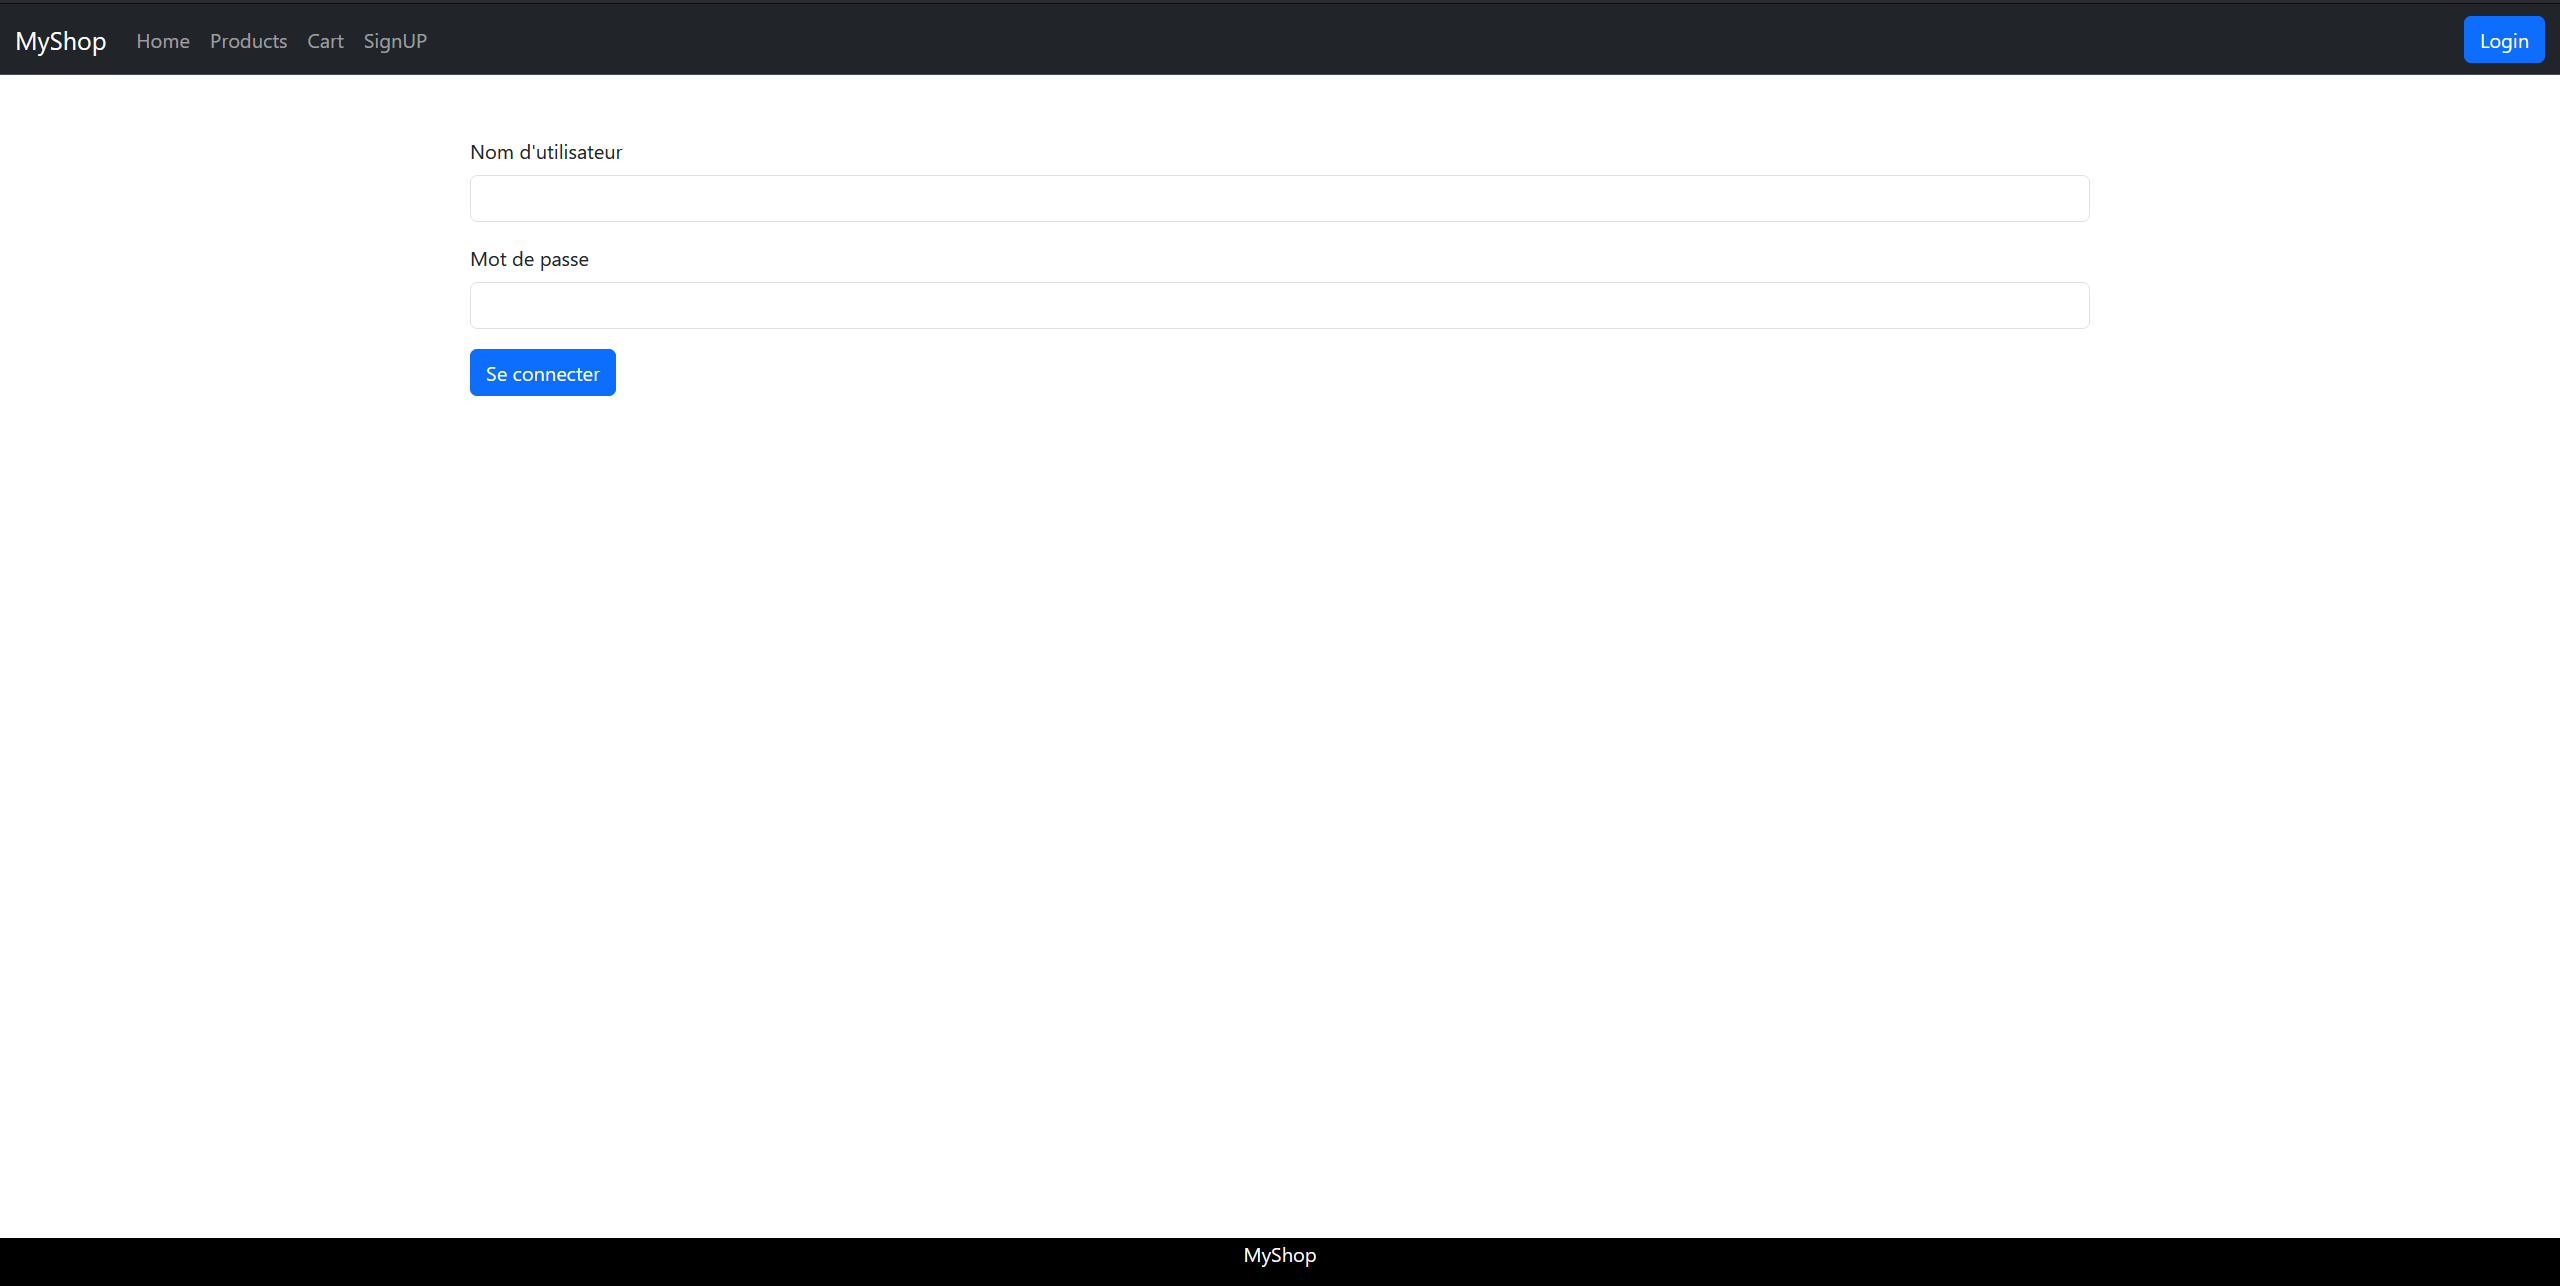 MyShop Home Products Cart SignUP Login
Nom d'utilisateur
Mot de passe
Se connecter
MyShop